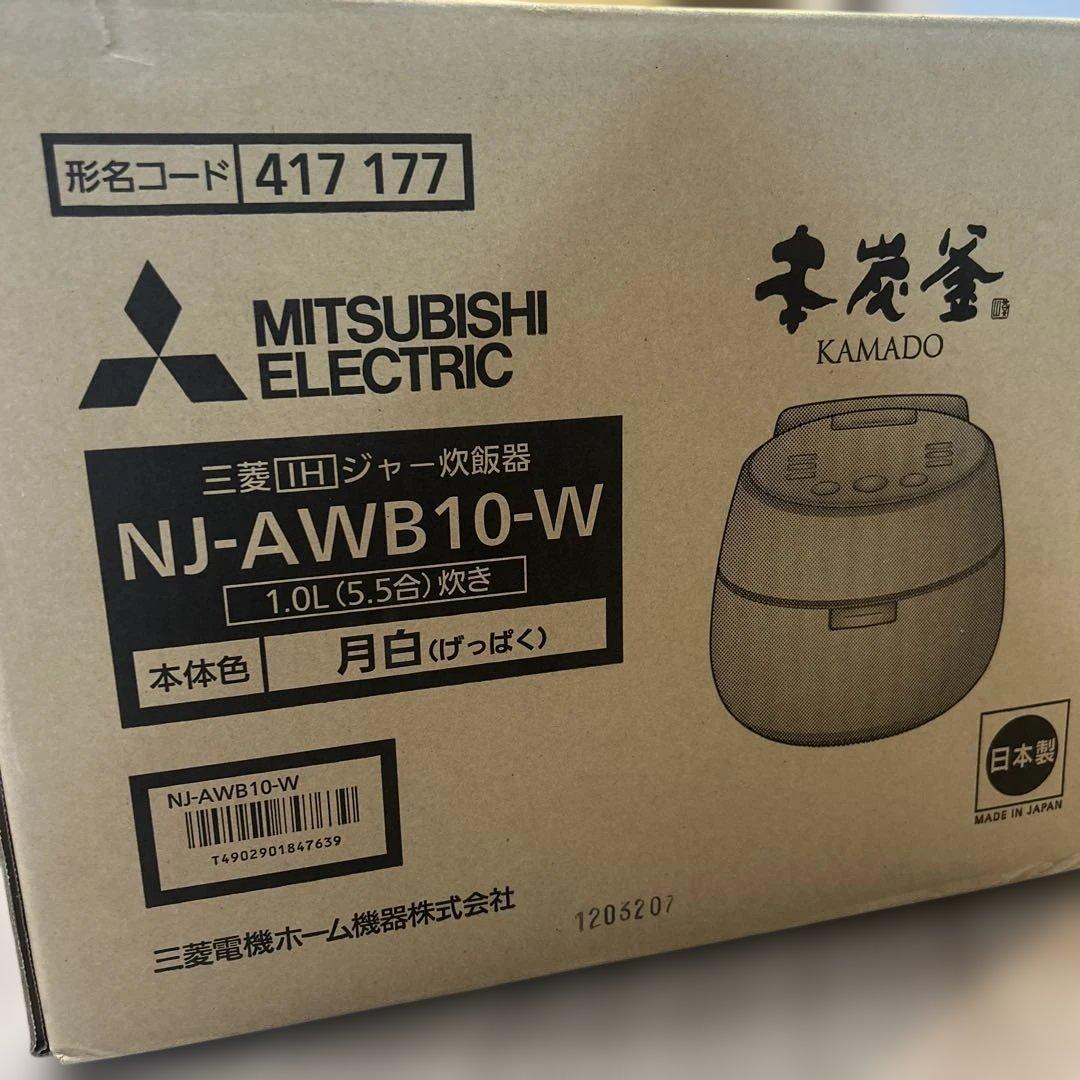 形名コード 417 177
MITSUBISHI
ELECTRIC
本炭釜
KAMADO
三菱IHジャー炊飯器
NJ-AWB10-W
1.0L(5.5合)炊き
本体色 月白(げっぱく)
NJ-AWB10-W
T4902901847639
日本製
MADE IN JAPAN
三菱電機ホーム機器株式会社
1203207